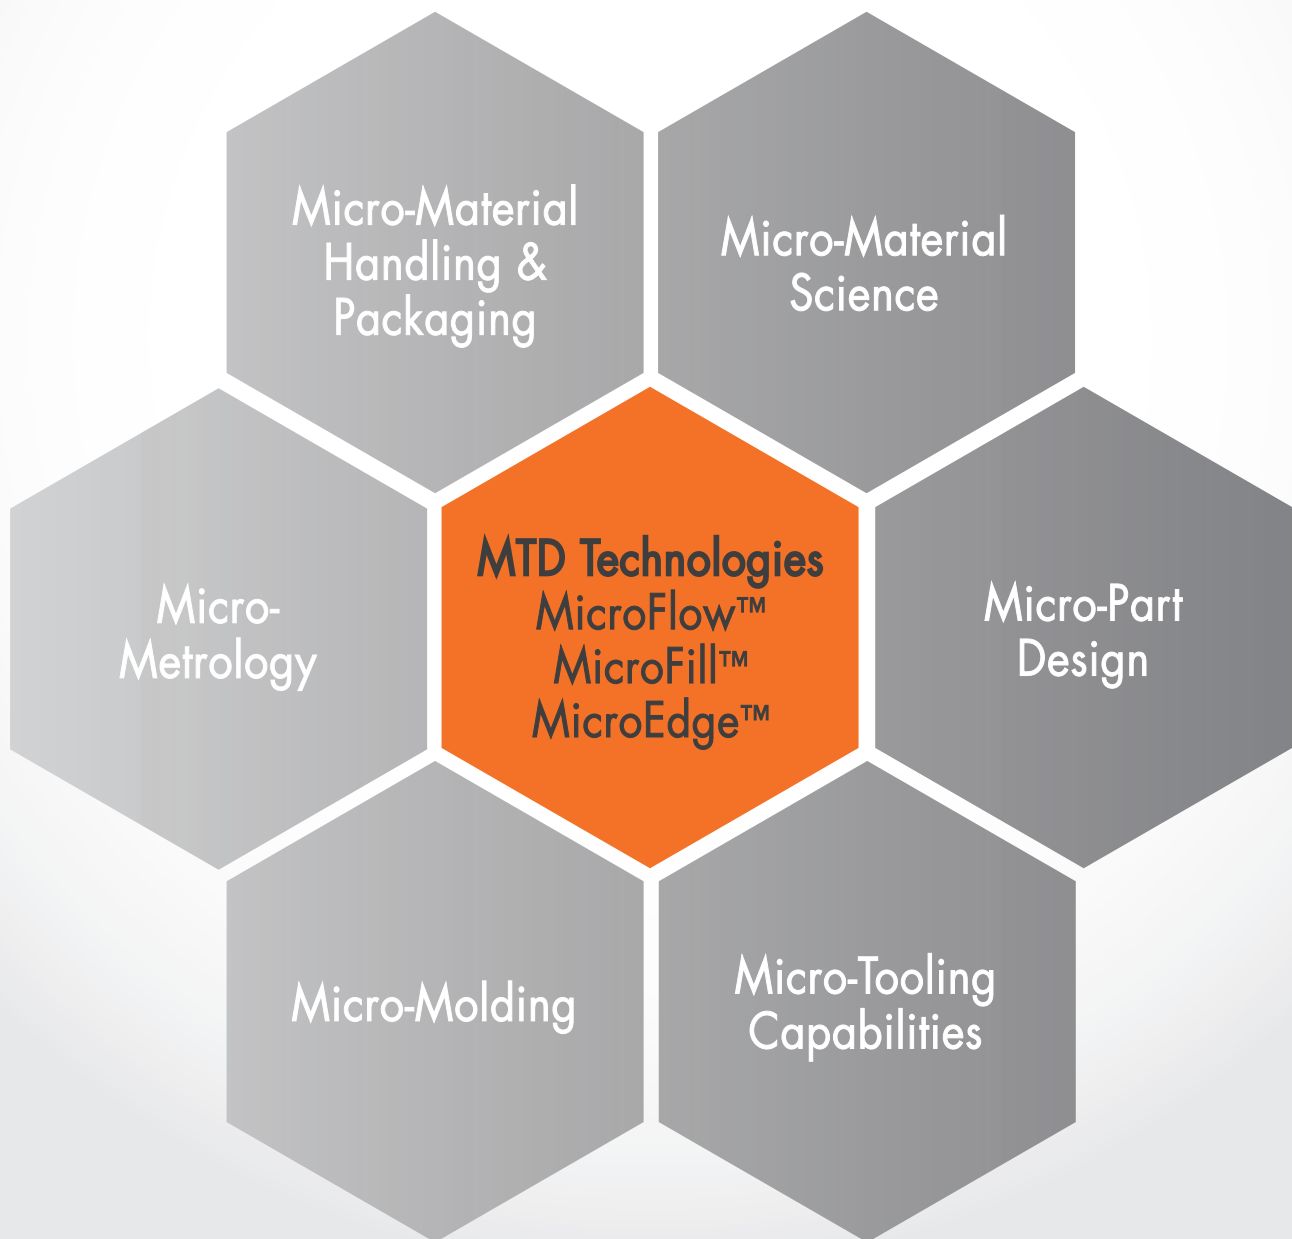 Micro-Material
Handling &
Packaging
Micro-Material
Science
Micro-
Metrology
MTD Technologies
MicroFlow™
MicroFill™
MicroEdge™
Micro-Part
Design
Micro-Molding
Micro-Tooling
Capabilities